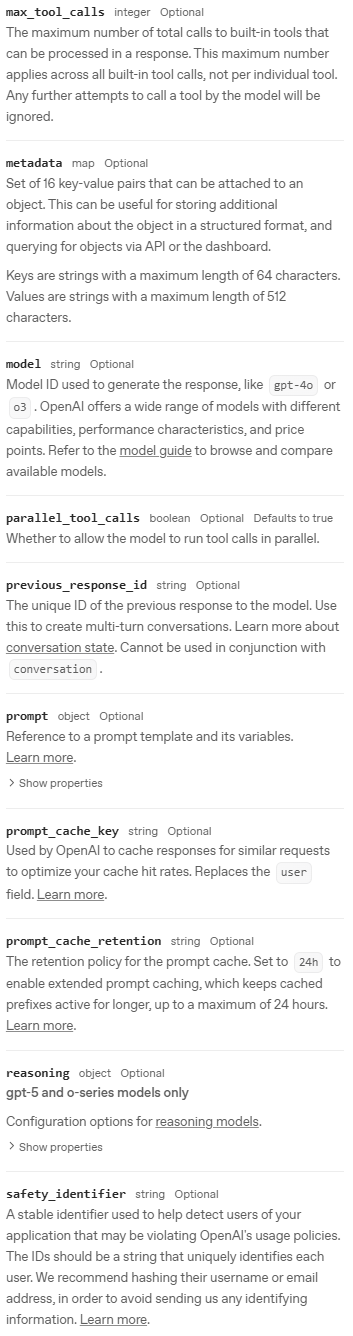 max_tool_calls integer Optional
The maximum number of total calls to built-in tools that
can be processed in a response. This maximum number
applies across all built-in tool calls, not per individual tool.
Any further attempts to call a tool by the model will be
ignored.
metadata map Optional
Set of 16 key-value pairs that can be attached to an
object. This can be useful for storing additional
information about the object in a structured format, and
querying for objects via API or the dashboard.
Keys are strings with a maximum length of 64 characters.
Values are strings with a maximum length of 512
characters.
model string Optional
Model ID used to generate the response, like gpt-4o or
o3 . OpenAI offers a wide range of models with different
capabilities, performance characteristics, and price
points. Refer to the model guide to browse and compare
available models.
parallel_tool_calls boolean Optional Defaults to true
Whether to allow the model to run tool calls in parallel.
previous_response_id string Optional
The unique ID of the previous response to the model. Use
this to create multi-turn conversations. Learn more about
conversation state. Cannot be used in conjunction with
conversation .
prompt object Optional
Reference to a prompt template and its variables.
Learn more.
> Show properties
prompt_cache_key string Optional
Used by OpenAI to cache responses for similar requests
to optimize your cache hit rates. Replaces the user
field. Learn more.
prompt_cache_retention string Optional
The retention policy for the prompt cache. Set to 24h to
enable extended prompt caching, which keeps cached
prefixes active for longer, up to a maximum of 24 hours.
Learn more.
reasoning object Optional
gpt-5 and o-series models only
Configuration options for reasoning models.
> Show properties
safety_identifier string Optional
A stable identifier used to help detect users of your
application that may be violating OpenAI's usage policies.
The IDs should be a string that uniquely identifies each
user. We recommend hashing their username or email
address, in order to avoid sending us any identifying
information. Learn more.